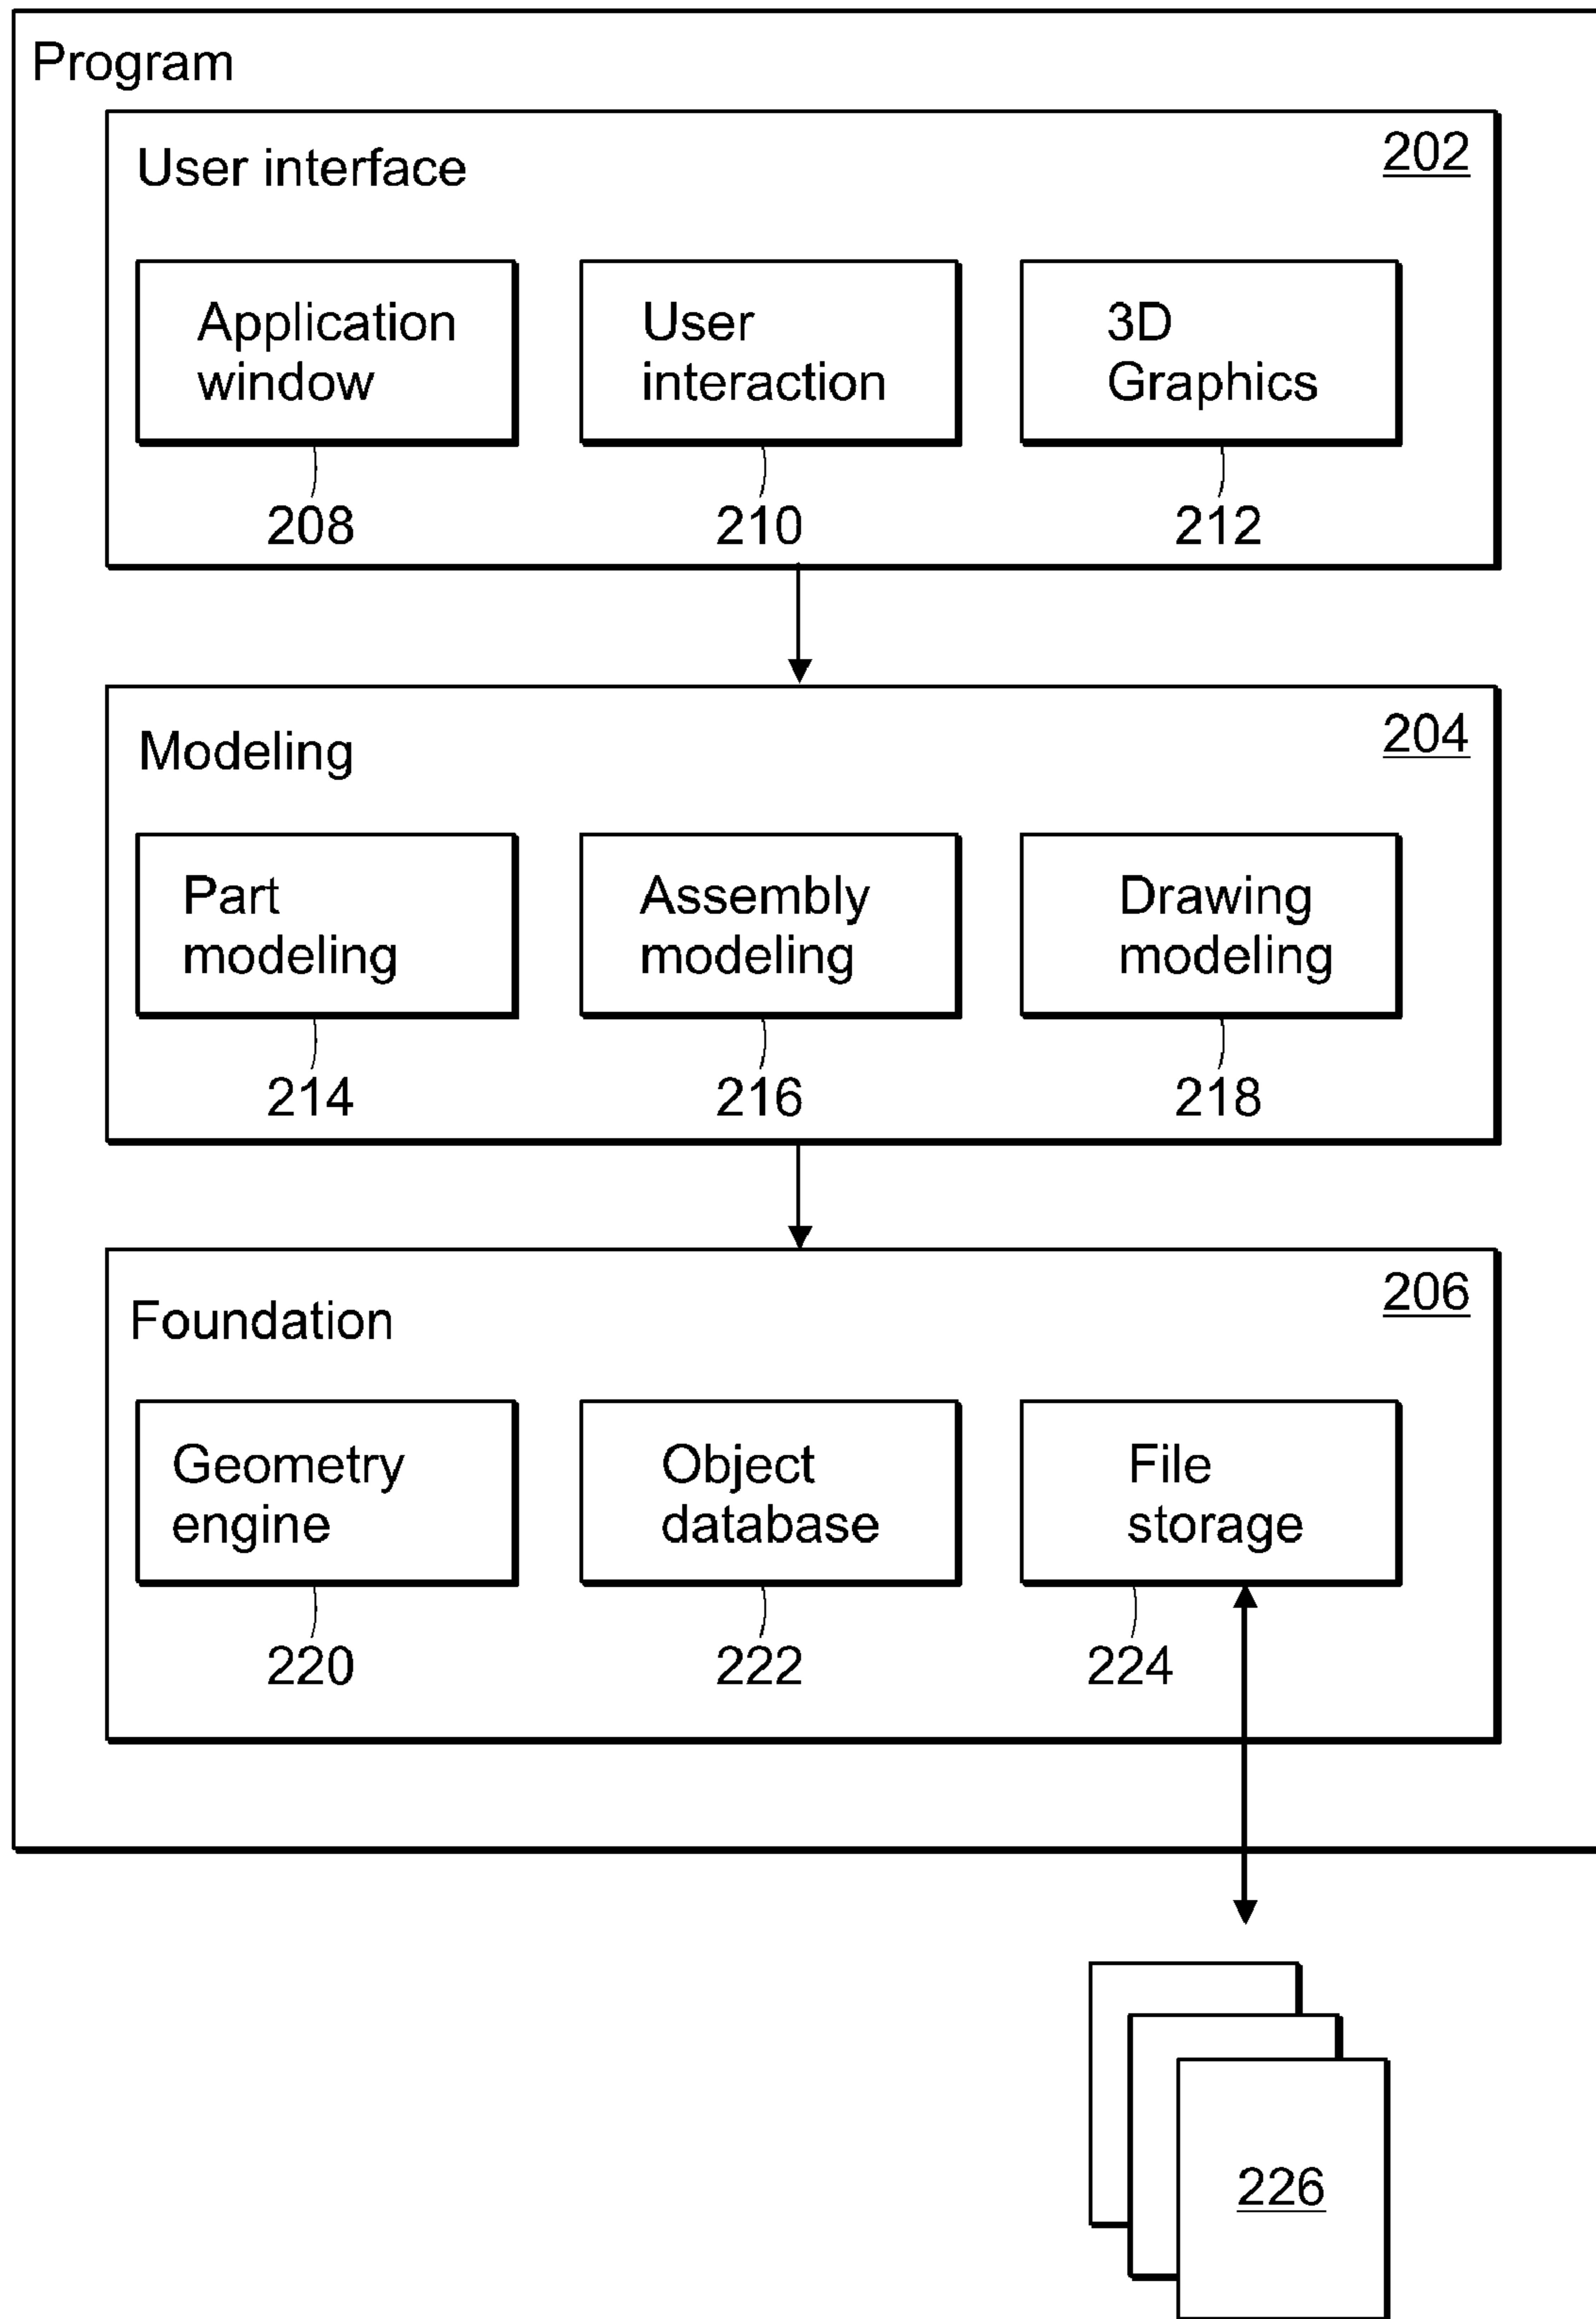 Program
User interface
202
Application
window
User
interaction
3D
Graphics
208
210
212
Modeling
204
Part
modeling
Assembly
modeling
Drawing
modeling
214
216
218
Foundation
206
Geometry
engine
Object
database
File
storage
220
222
224
226